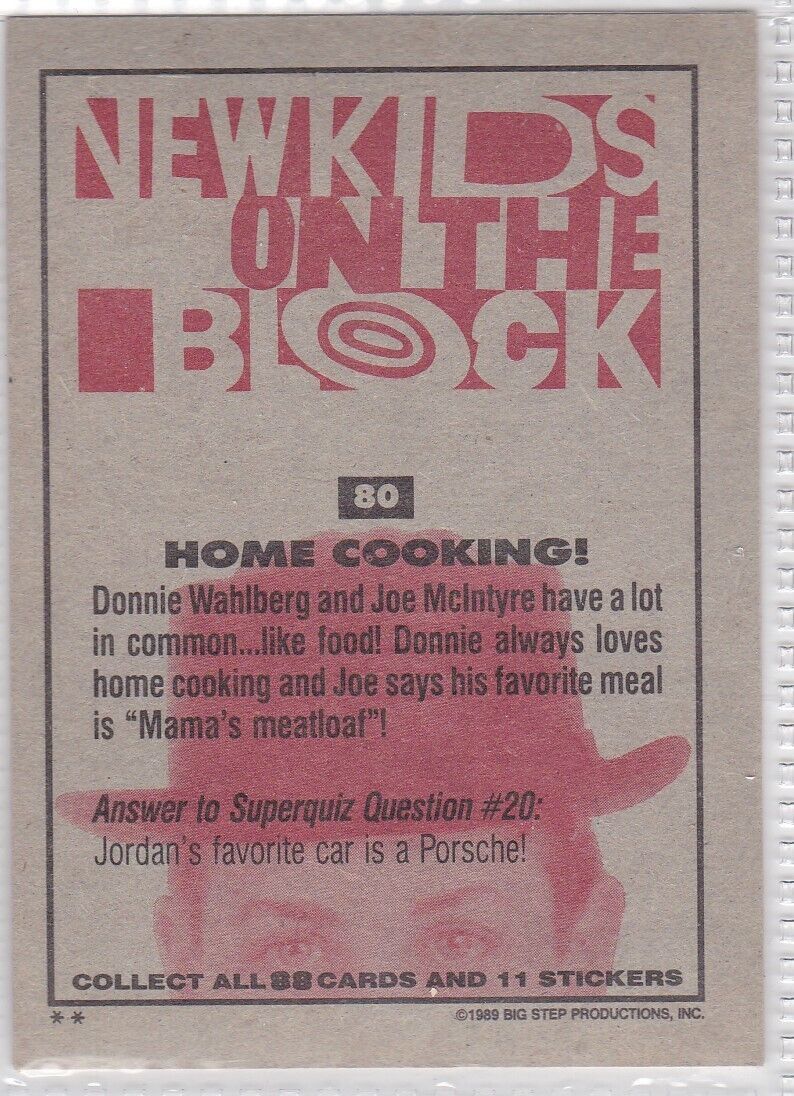 NEW KIDS
ON THE
BLOCK
80
HOME COOKING!
Donnie Wahlberg and Joe McIntyre have a lot
in common...like food! Donnie always loves
home cooking and Joe says his favorite meal
is “Mama's meatloaf”!
Answer to Superquiz Question #20:
Jordan's favorite car is a Porsche!
COLLECT ALL 88 CARDS AND 11 STICKERS
** ©1989 BIG STEP PRODUCTIONS, INC.